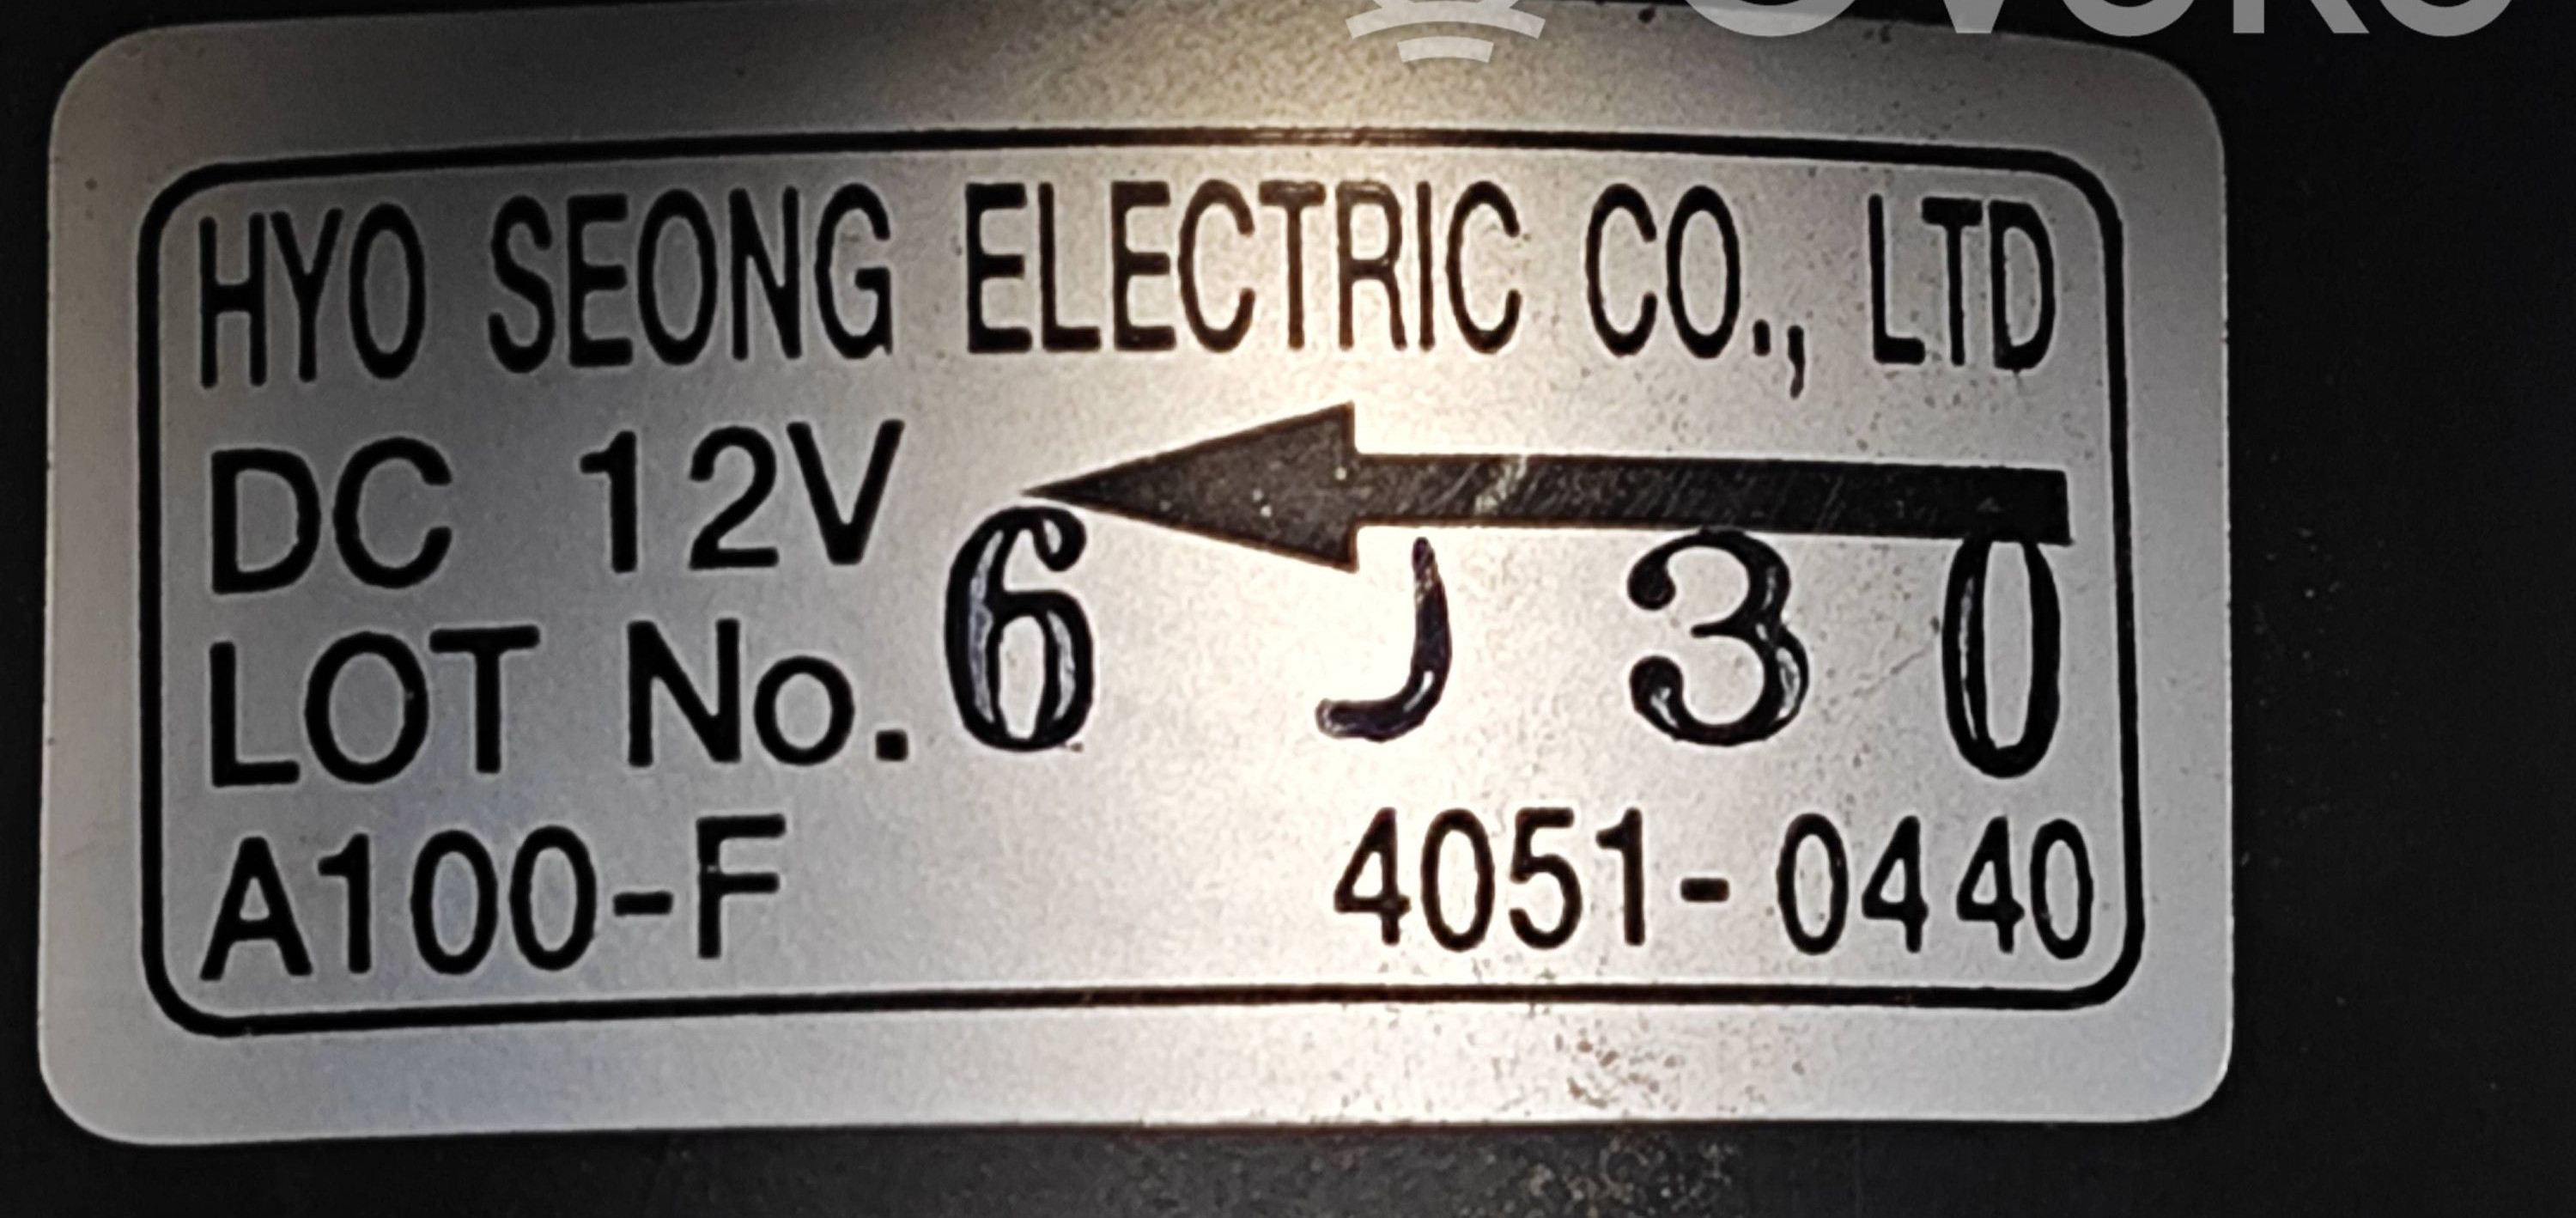 HYO SEONG ELECTRIC CO., LTD
DC 12V
LOT No. 6 J 3 0
A100-F 4051-0440